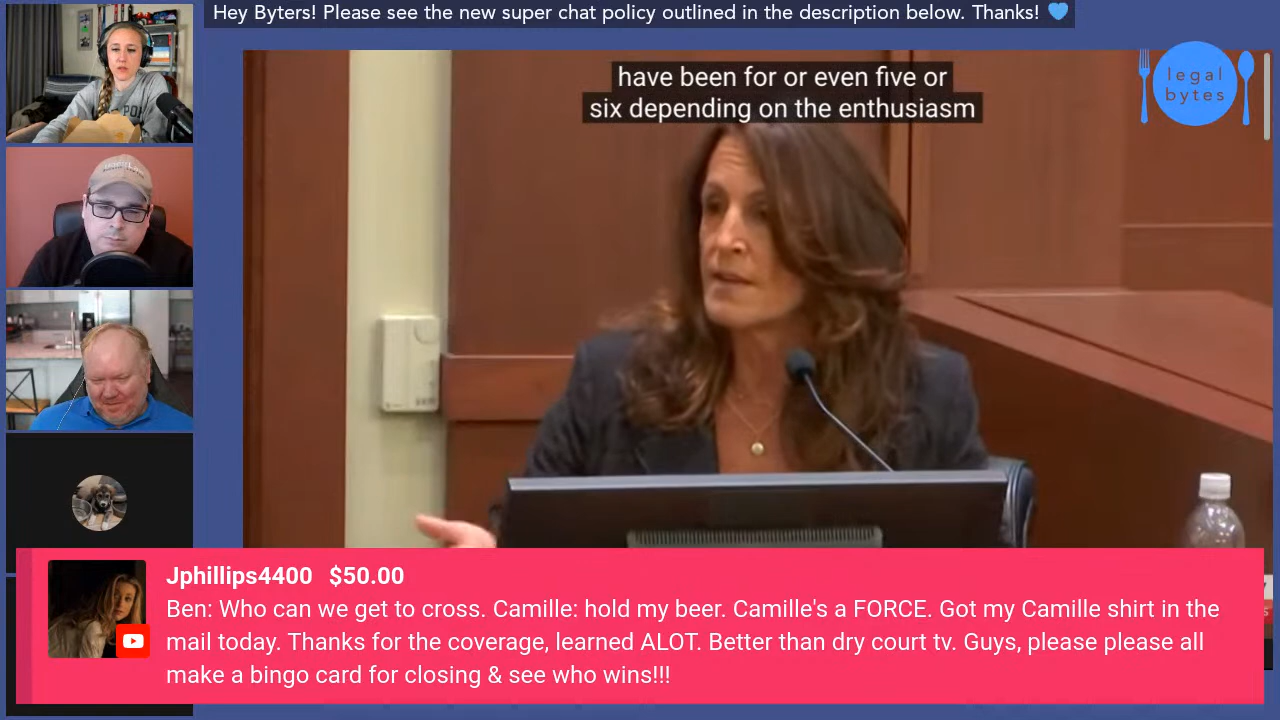 Hey Byters! Please see the new super chat policy outlined in the description below. Thanks! 💙
legal
bytes
have been for or even five or
six depending on the enthusiasm
Jphillips4400 $50.00
Ben: Who can we get to cross. Camille: hold my beer. Camille's a FORCE. Got my Camille shirt in the
mail today. Thanks for the coverage, learned ALOT. Better than dry court tv. Guys, please please all
make a bingo card for closing & see who wins!!!